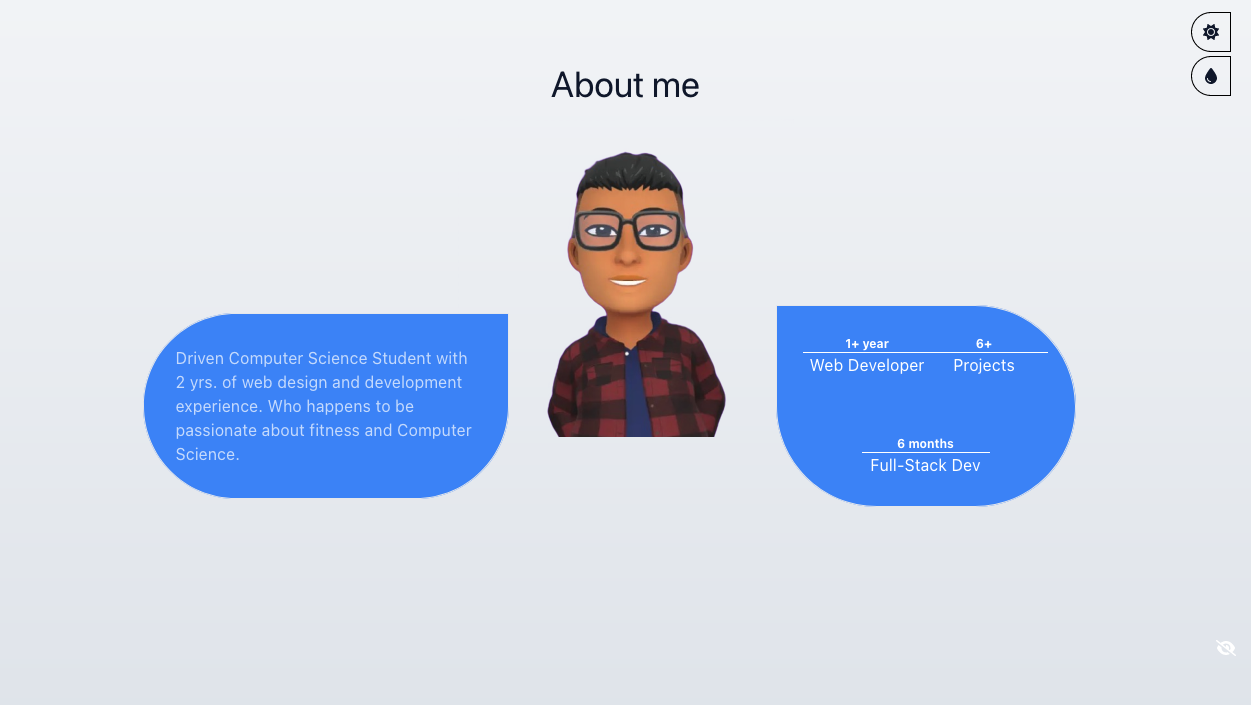 About me
Driven Computer Science Student with
2 yrs. of web design and development
experience. Who happens to be
passionate about fitness and Computer
Science.
1+ year
Web Developer
6+
Projects
6 months
Full-Stack Dev